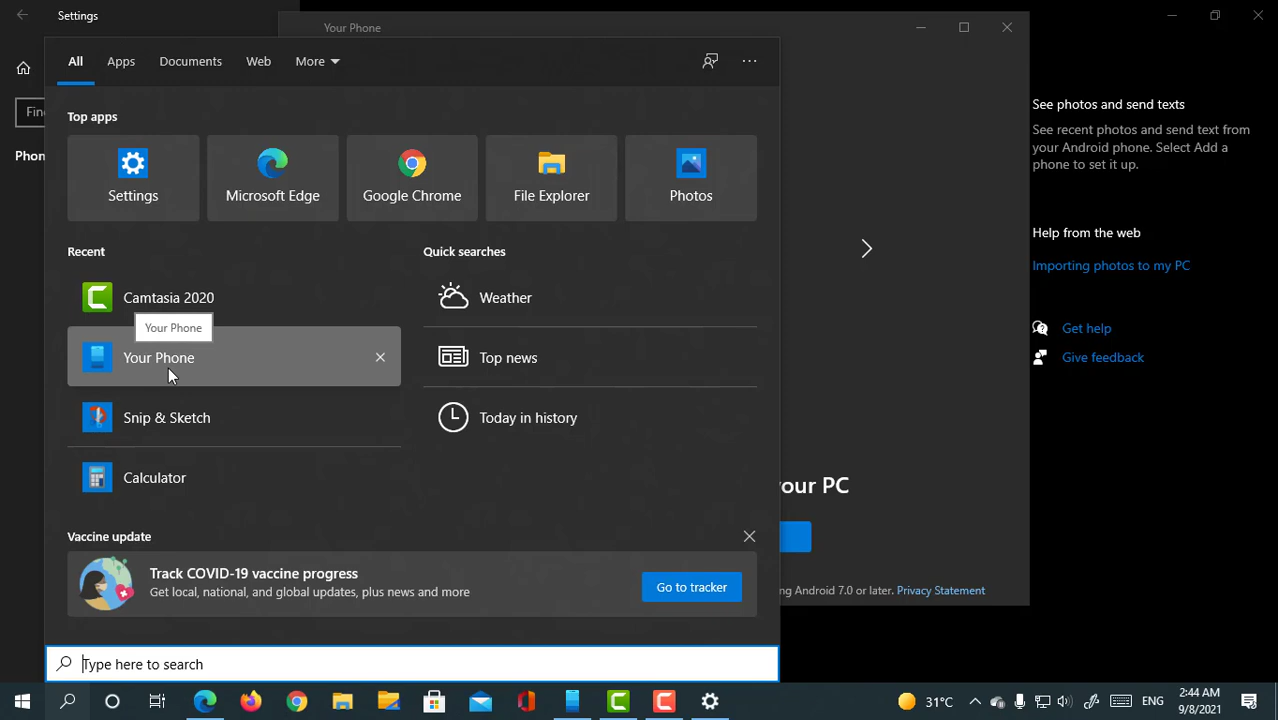 Settings
Your Phone
All
Apps
Documents
Web
More
...
Find
Phon
Top apps
Settings
Microsoft Edge
Google Chrome
File Explorer
Photos
Recent
Camtasia 2020
Your Phone
Your Phone
Snip & Sketch
Calculator
Quick searches
Weather
Top news
Today in history
Vaccine update
Track COVID-19 vaccine progress
Get local, national, and global updates, plus news and more
Go to tracker
Type here to search
our PC
ng Android 7.0 or later. Privacy Statement
See photos and send texts
See recent photos and send text from
your Android phone. Select Add a
phone to set it up.
Help from the web
Importing photos to my PC
Get help
Give feedback
31°C
ENG
2:44 AM
9/8/2021